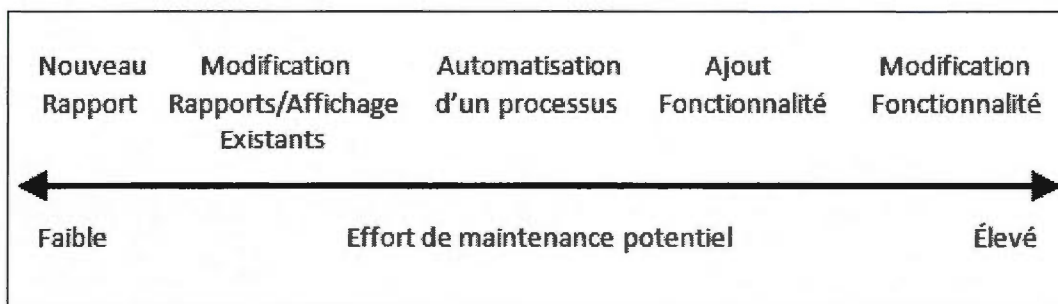 Nouveau Modification Automatisation Ajout Modification
Rapport Rapports/Affichage d'un processus Fonctionnalité Fonctionnalité
Existants
Faible Effort de maintenance potentiel Élevé